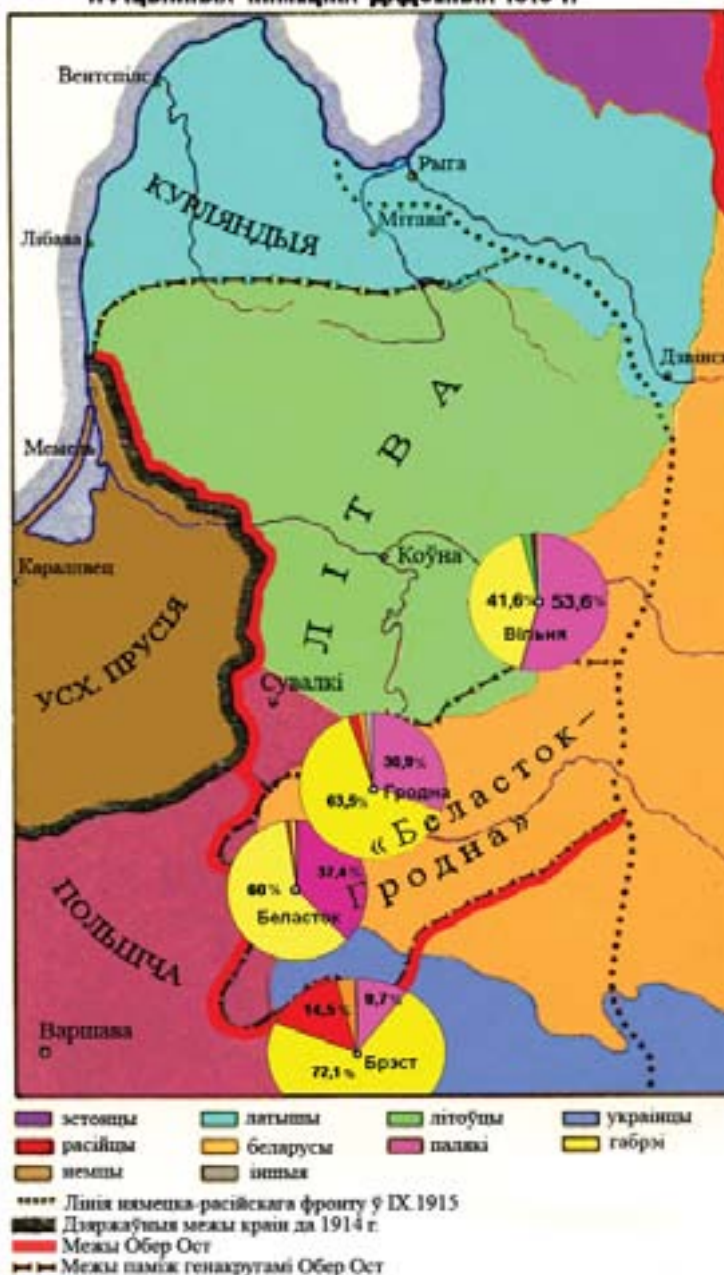 Вентспілс
Рыга
КУРЛЯНДЫЯ
Мітава
Лібава
Дзвінск
Мемель
ЛІТВА
Коўна
Каралявец
41,6% 53,6%
Вільня
УСХ. ПРУСІЯ
Сувалкі
30,9%
Гродна
63,5%
«Беласток–
Гродна»
60%
Беласток
ПОЛЬШЧА
14,5% 9,7%
Варшава
Брэст
72,1%
эстонцы латышы літоўцы украінцы
расійцы беларусы палякі габрэі
немцы іншыя
Лінія нямецка-расійскага фронту ў IX.1915
Дзяржаўныя межы краін да 1914 г.
Межы Обер Ост
Межы паміж генакругамі Обер Ост